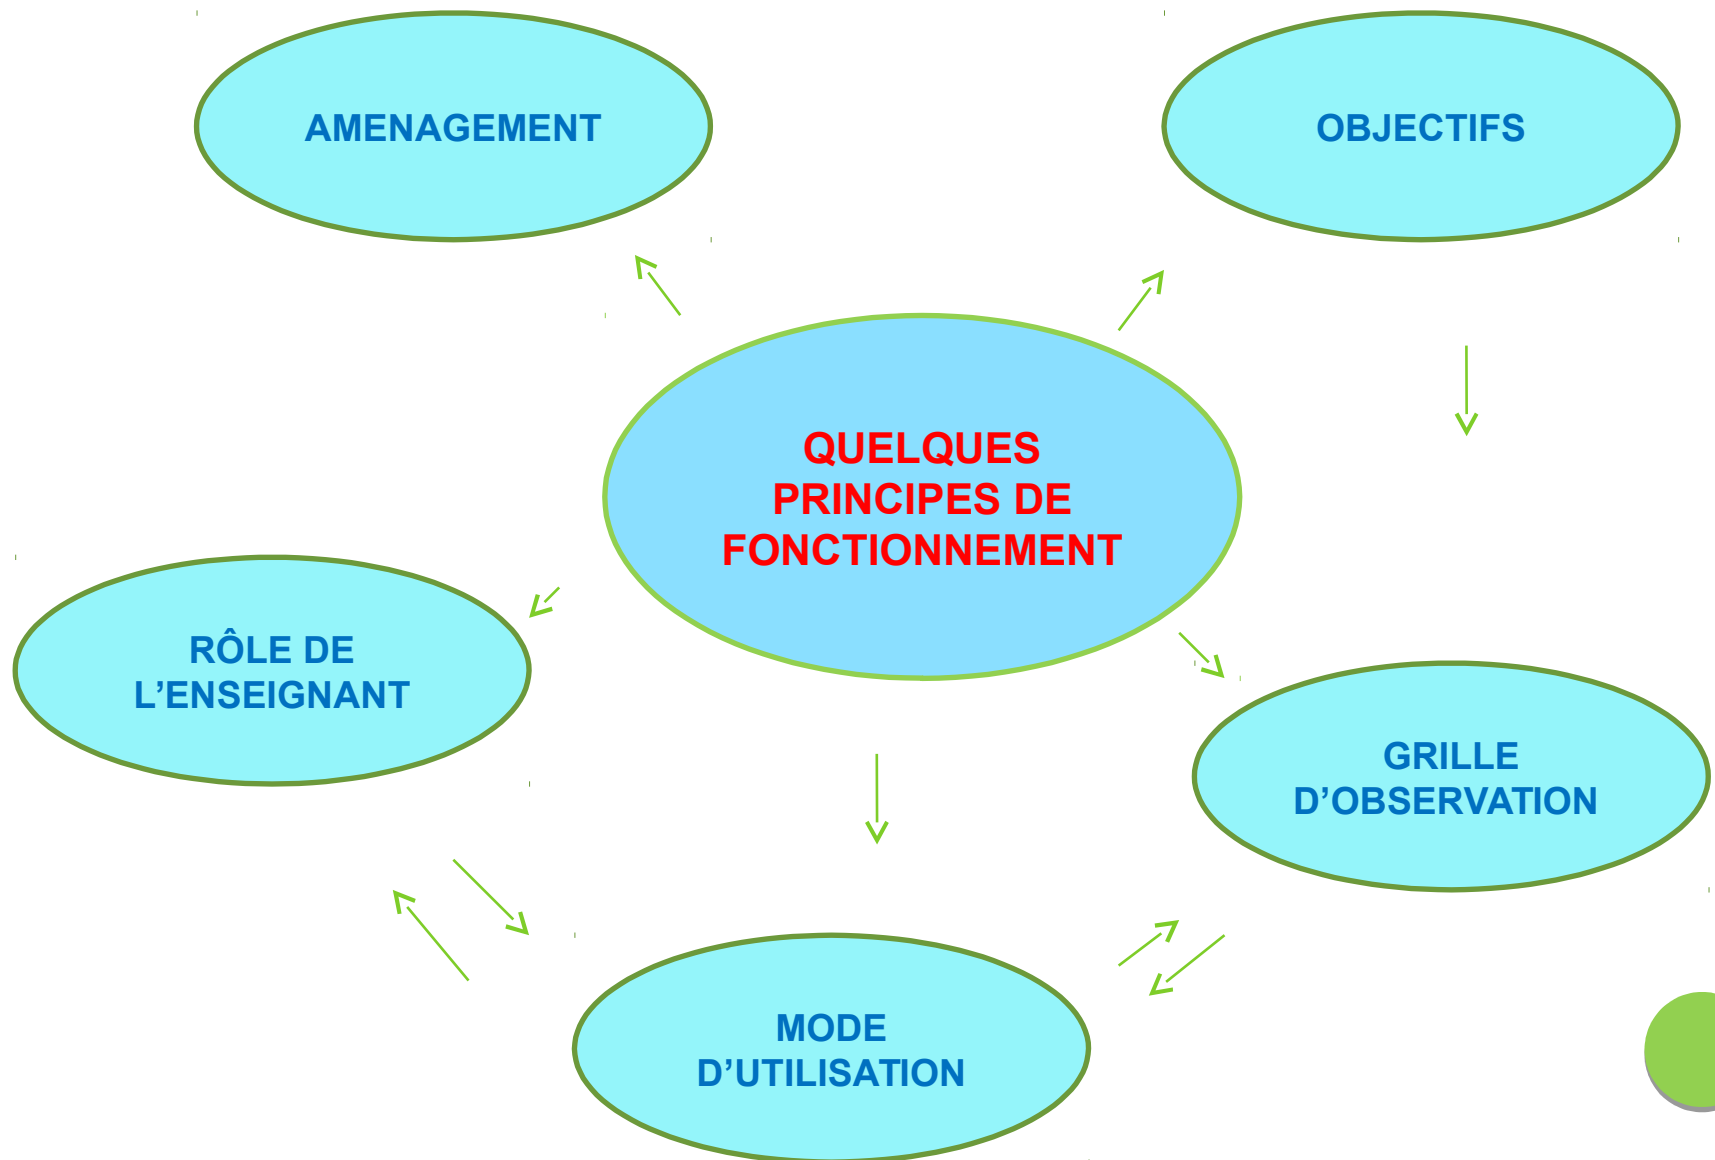 AMENAGEMENT
OBJECTIFS
QUELQUES
PRINCIPES DE
FONCTIONNEMENT
RÔLE DE
L’ENSEIGNANT
GRILLE
D’OBSERVATION
MODE
D’UTILISATION